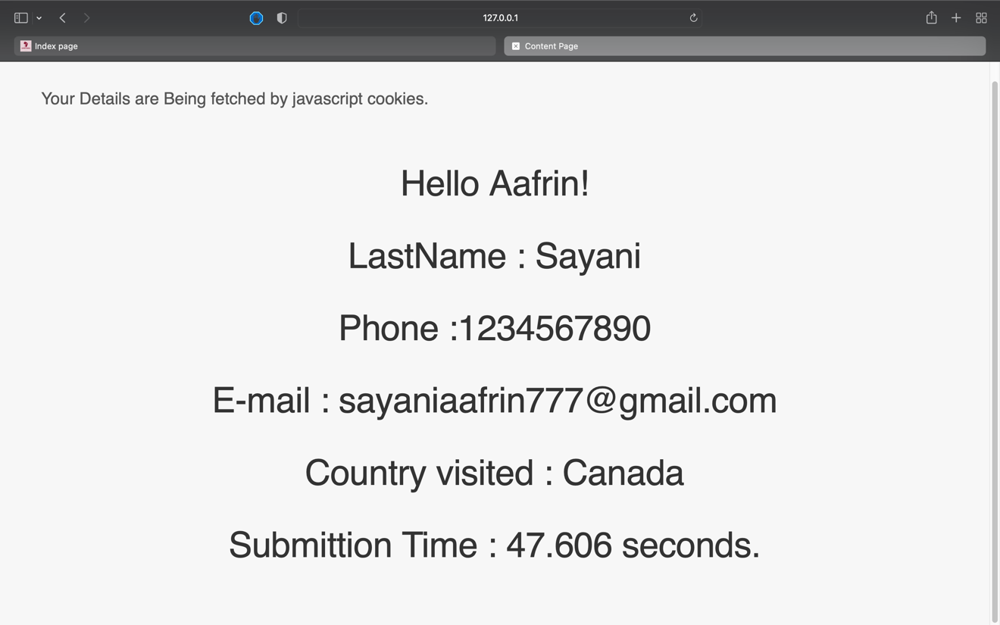 127.0.0.1
Index page
Content Page
Your Details are Being fetched by javascript cookies.
Hello Aafrin!
LastName : Sayani
Phone :1234567890
E-mail : sayaniaafrin777@gmail.com
Country visited : Canada
Submittion Time : 47.606 seconds.